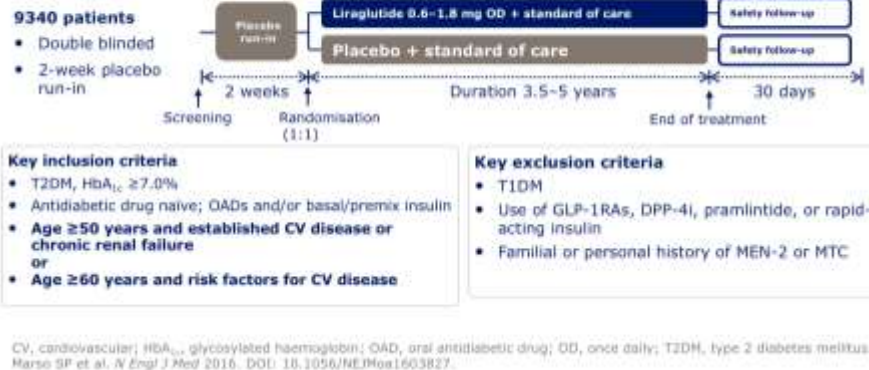 9340 patients
• Double blinded
• 2-week placebo
run-in
Placebo
run-in
Liraglutide 0.6–1.8 mg OD + standard of care
Placebo + standard of care
Safety follow-up
Safety follow-up
2 weeks
Duration 3.5–5 years
30 days
Screening
Randomisation
(1:1)
End of treatment
Key inclusion criteria
• T2DM, HbA1c ≥7.0%
• Antidiabetic drug naïve; OADs and/or basal/premix insulin
• Age ≥50 years and established CV disease or
chronic renal failure
or
• Age ≥60 years and risk factors for CV disease
Key exclusion criteria
• T1DM
• Use of GLP-1RAs, DPP-4i, pramlintide, or rapid-
acting insulin
• Familial or personal history of MEN-2 or MTC
CV, cardiovascular; HbA1c, glycosylated haemoglobin; OAD, oral antidiabetic drug; OD, once daily; T2DM, type 2 diabetes mellitus
Marso SP et al. N Engl J Med 2016. DOI: 10.1056/NEJMoa1603827.